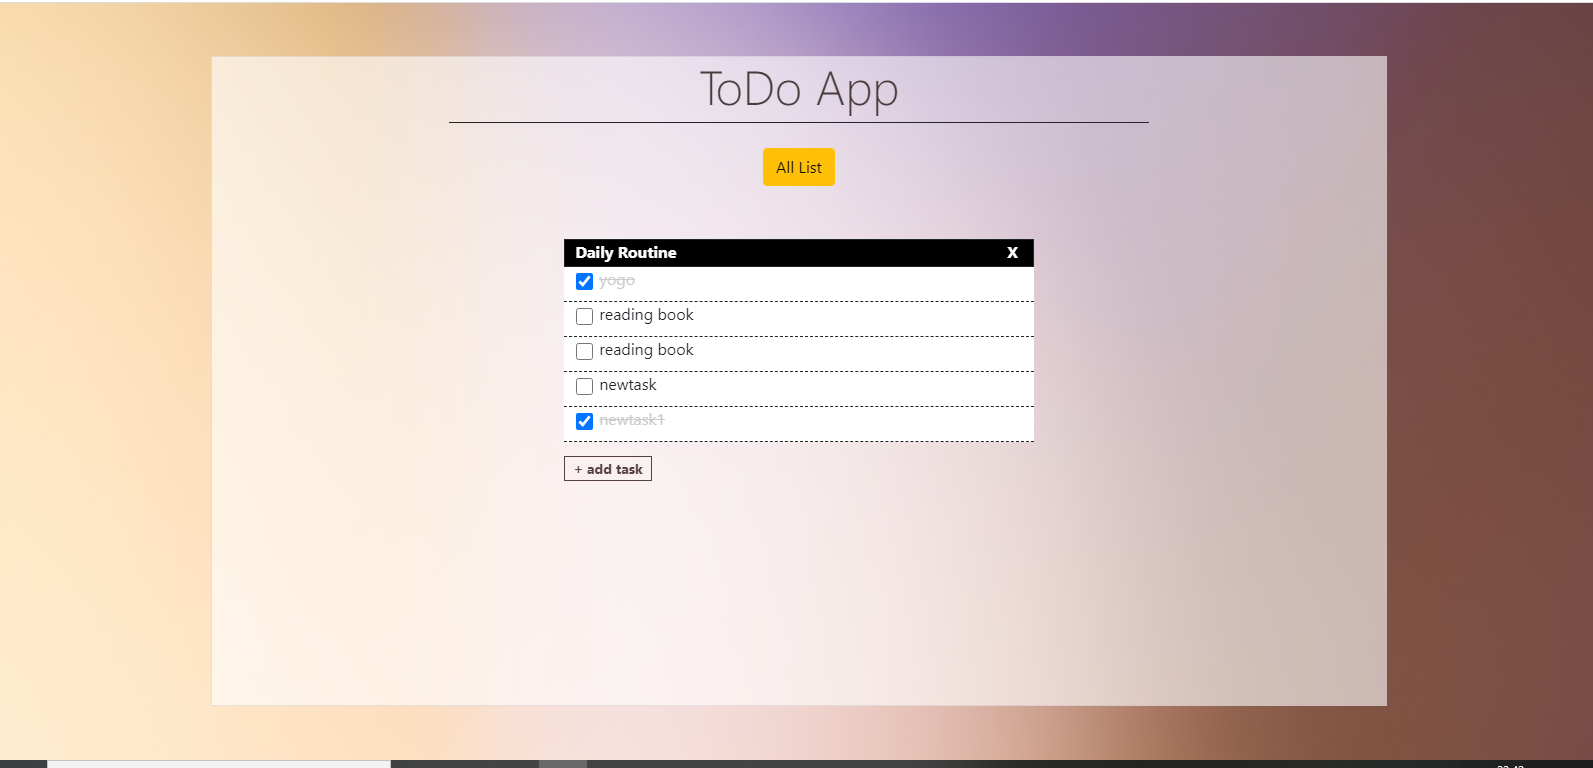 ToDo App
All List
Daily Routine X
yogo
reading book
reading book
newtask
newtask1
+ add task